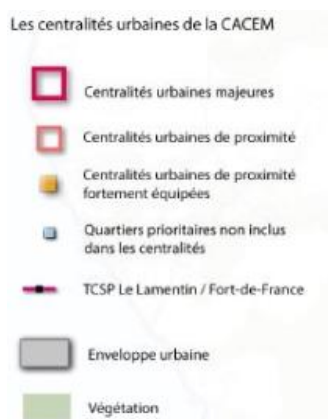 Les centralités urbaines de la CACEM
Centralités urbaines majeures
Centralités urbaines de proximité
Centralités urbaines de proximité
fortement équipées
Quartiers prioritaires non inclus
dans les centralités
TCSP Le Lamentin / Fort-de-France
Enveloppe urbaine
Végétation